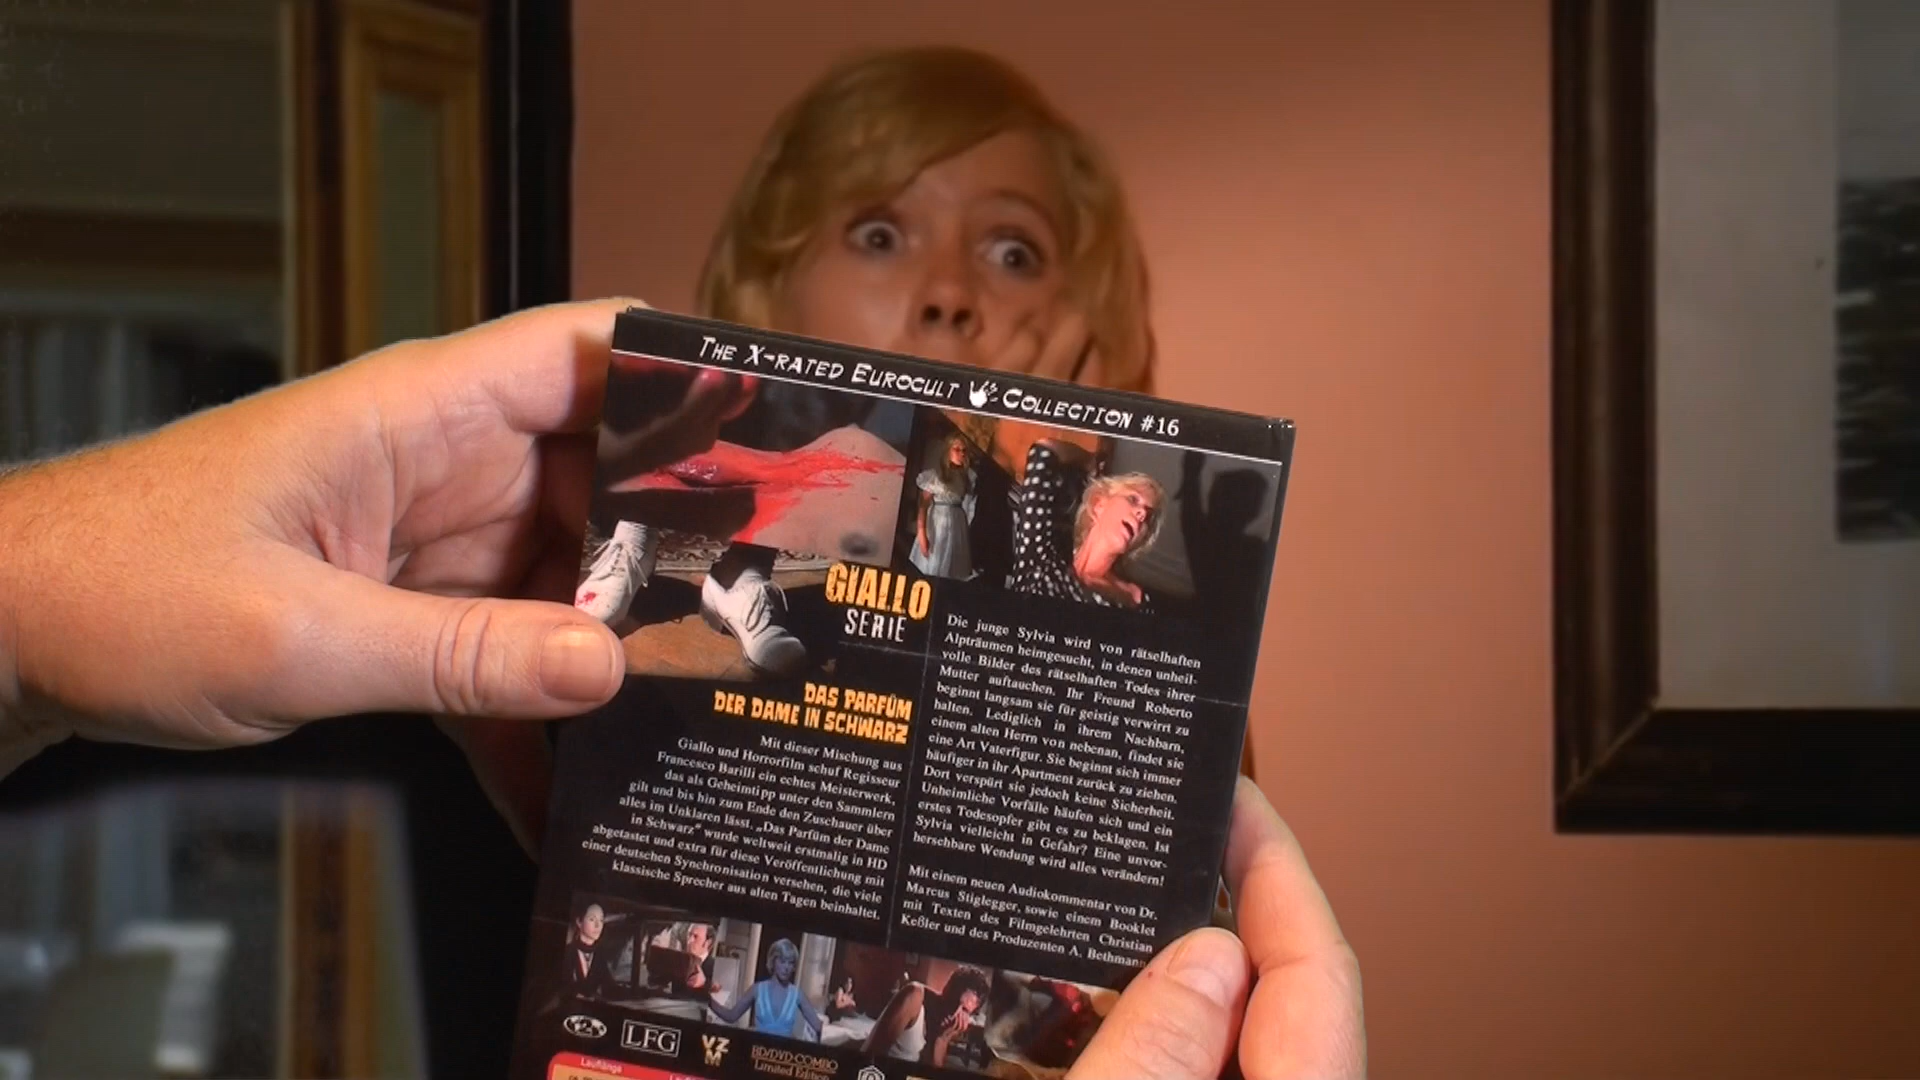 THE X-RATED EUROCULT COLLECTION #16
GIALLO
SERIE
DAS PARFÜM
DER DAME IN SCHWARZ
Mit dieser Mischung aus
Giallo und Horrorfilm schuf Regisseur
Francesco Barilli ein echtes Meisterwerk,
das als Geheimtipp unter den Sammlern
gilt und bis hin zum Ende den Zuschauer über
alles im Unklaren lässt. „Das Parfüm der Dame
in Schwarz" wurde weltweit erstmalig in HD
abgetastet und extra für diese Veröffentlichung mit
einer deutschen Synchronisation versehen, die viele
klassische Sprecher aus alten Tagen beinhaltet.
Die junge Sylvia wird von rätselhaften
Alpträumen heimgesucht, in denen unheil-
volle Bilder des rätselhaften Todes ihrer
Mutter auftauchen. Ihr Freund Roberto
beginnt langsam sie für geistig verwirrt zu
halten. Lediglich in ihrem Nachbarn,
einem alten Herrn von nebenan, findet sie
eine Art Vaterfigur. Sie beginnt sich immer
häufiger in ihr Apartment zurück zu ziehen.
Dort verspürt sie jedoch keine Sicherheit.
Unheimliche Vorfälle häufen sich und ein
erstes Todesopfer gibt es zu beklagen. Ist
Sylvia vielleicht in Gefahr? Eine unvor-
hersehbare Wendung wird alles verändern!
Mit einem neuen Audiokommentar von Dr.
Marcus Stiglegger, sowie einem Booklet
mit Texten des Filmgelehrten Christian
Keßler und des Produzenten A. Bethmann
2
LFG
VZ
M
BD/DVD-COMBO
Limited Edition
Lauflänge